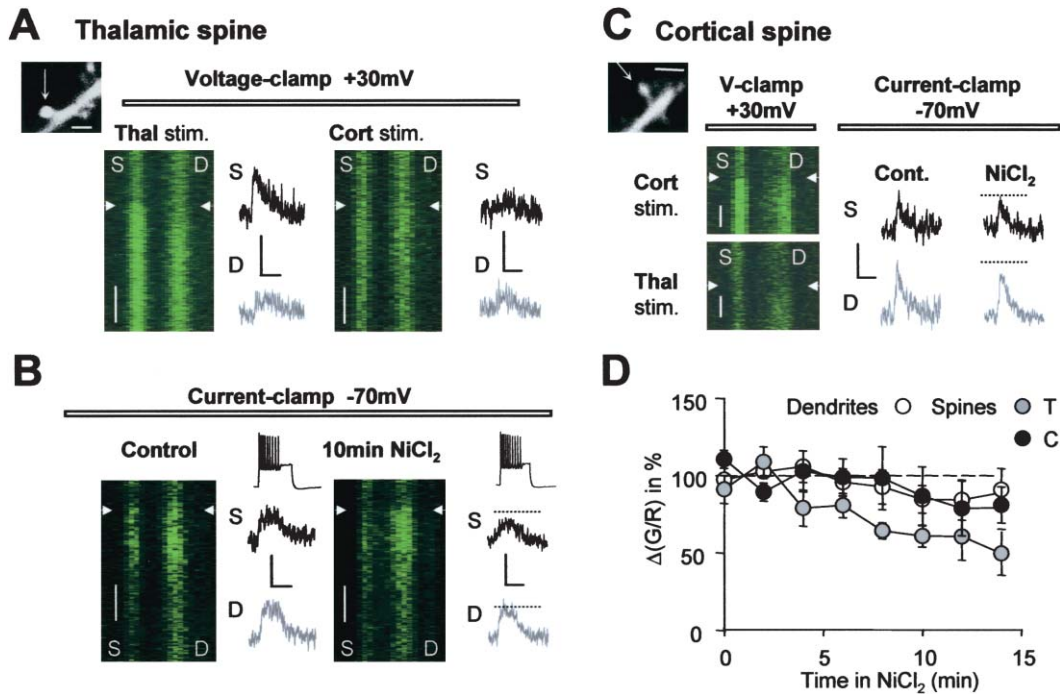 A Thalamic spine
Voltage-clamp +30mV
Thal stim.
Cort stim.
S D
S
D
S D
S
D
B
Current-clamp -70mV
Control
10min NiCl₂
S
D
S D
S
D
S D
C Cortical spine
V-clamp
+30mV
Current-clamp
-70mV
Cort
stim.
S D
Thal
stim.
S D
Cont.
NiCl₂
S
D
D
Dendrites Spines T
C
Δ(G/R) in %
150
100
50
0
0 5 10 15
Time in NiCl₂ (min)